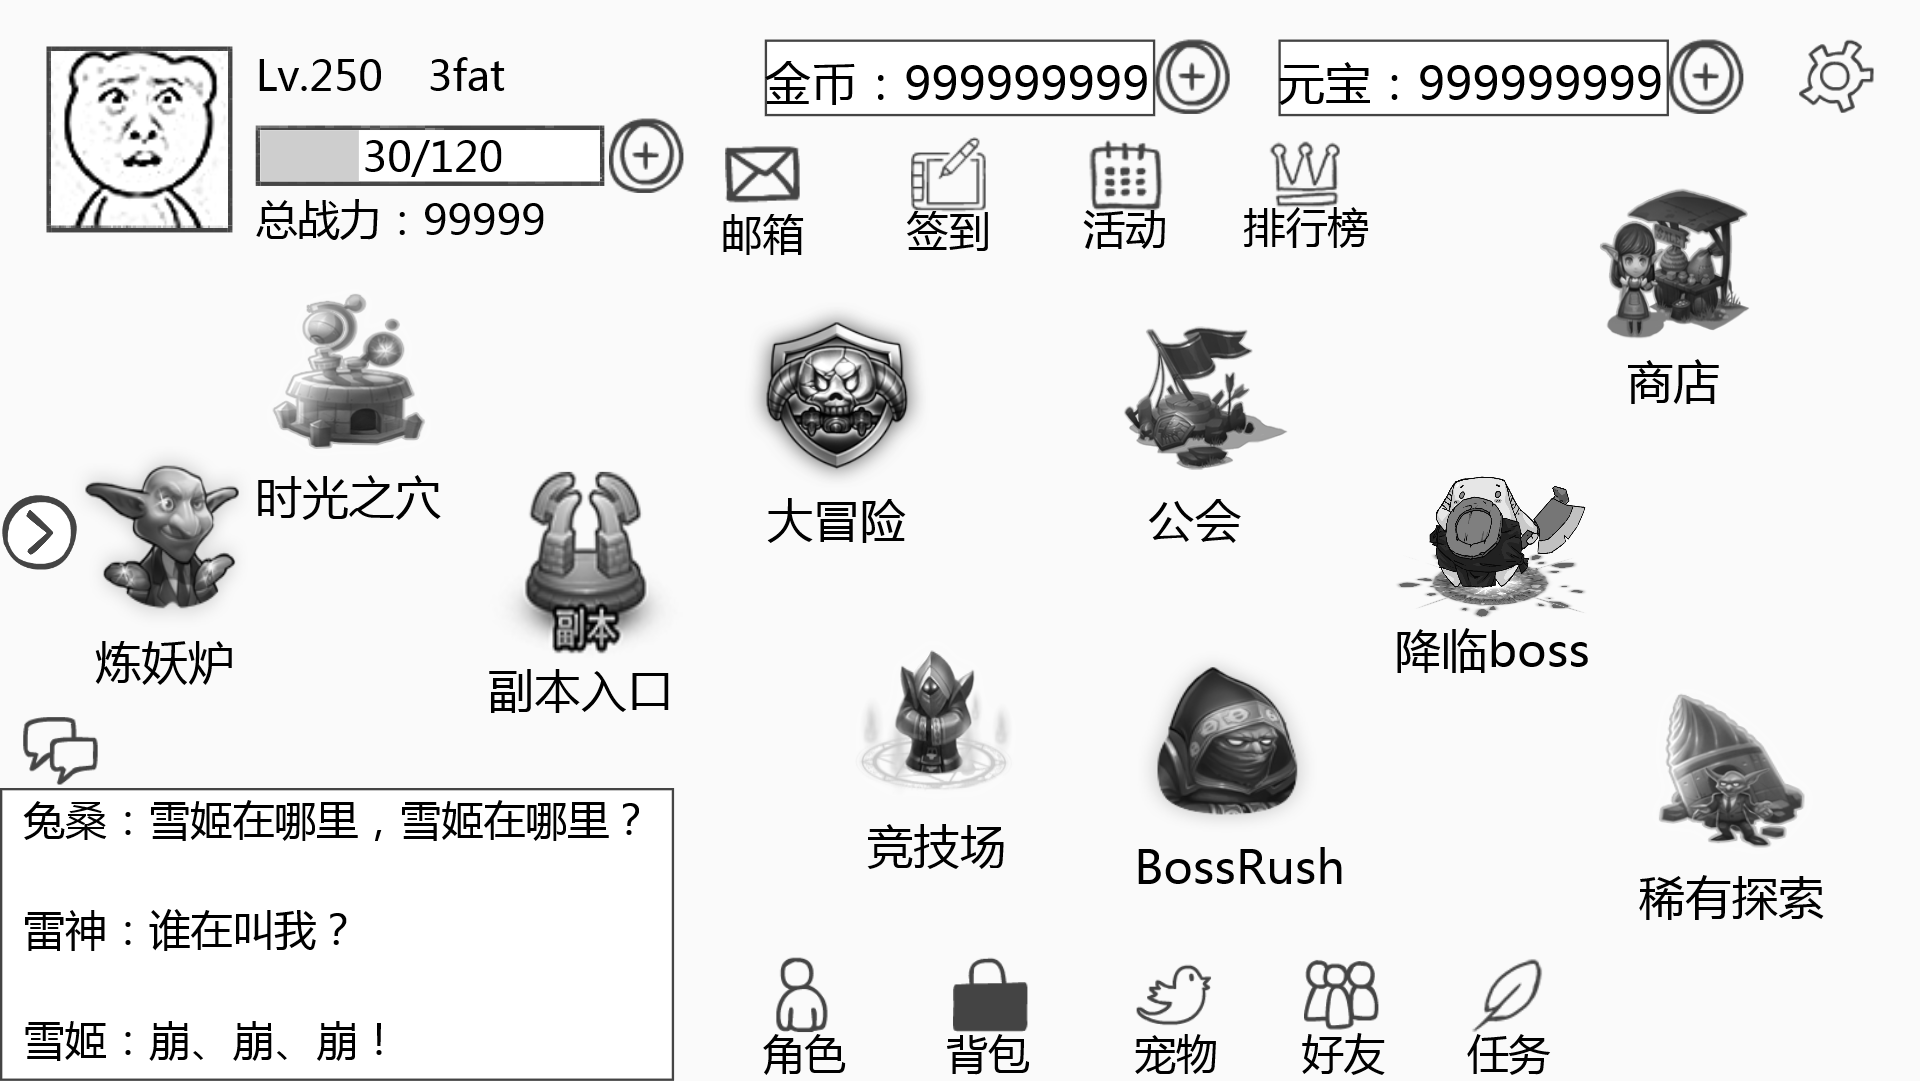 Lv.250 3fat
30/120
总战力：99999
金币：999999999
元宝：999999999
邮箱
签到
活动
排行榜
商店
时光之穴
大冒险
公会
炼妖炉
副本
副本入口
降临boss
竞技场
BossRush
稀有探索
兔桑：雪姬在哪里，雪姬在哪里？
雷神：谁在叫我？
雪姬：崩、崩、崩！
角色
背包
宠物
好友
任务